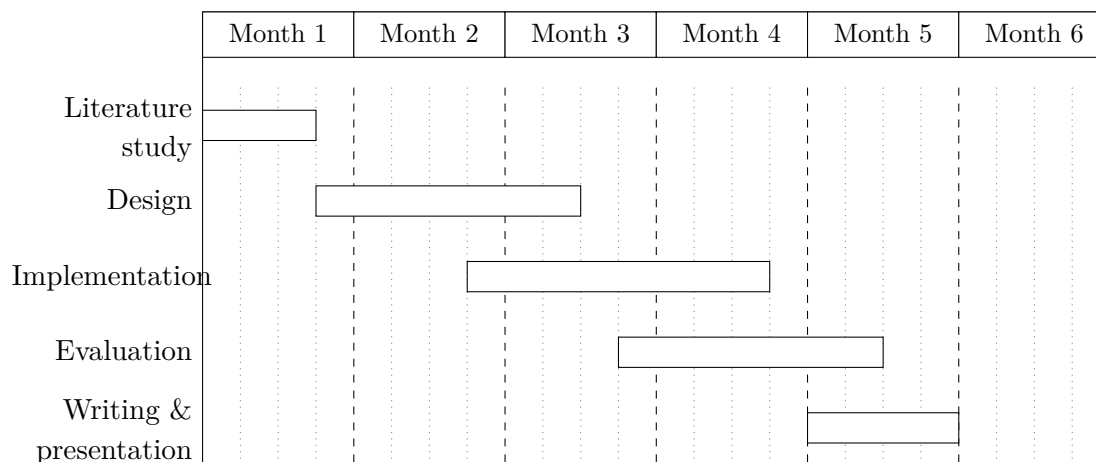 Month 1 Month 2 Month 3 Month 4 Month 5 Month 6
Literature
study
Design
Implementation
Evaluation
Writing &
presentation